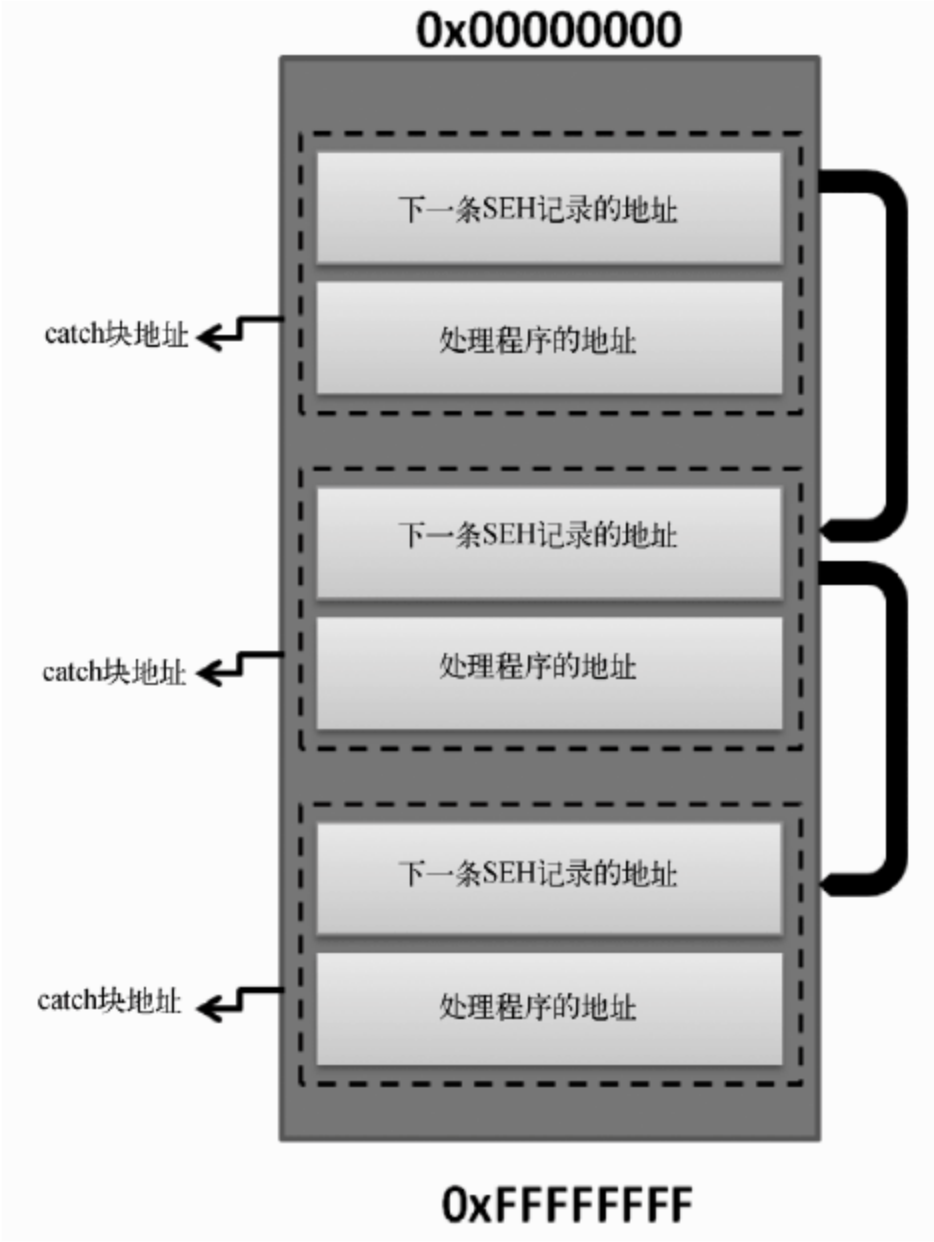 0x00000000
下一条SEH记录的地址
catch块地址
处理程序的地址
下一条SEH记录的地址
catch块地址
处理程序的地址
下一条SEH记录的地址
catch块地址
处理程序的地址
0xFFFFFFFF